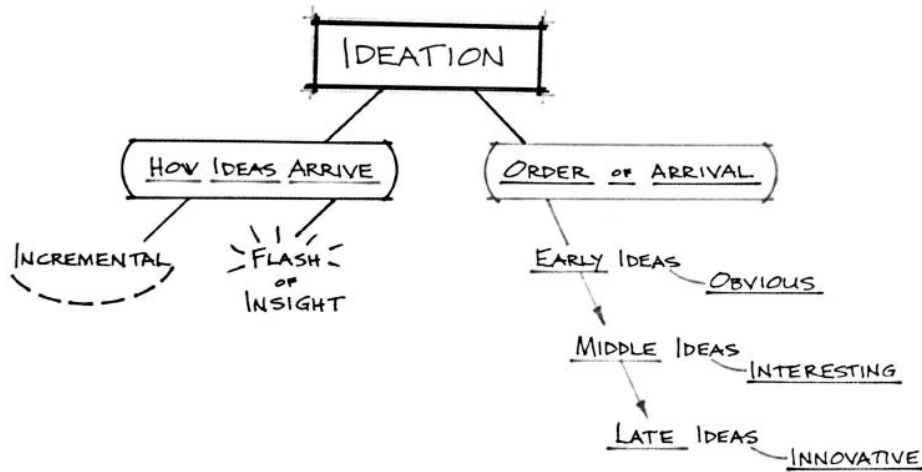 IDEATION
HOW IDEAS ARRIVE
ORDER OF ARRIVAL
INCREMENTAL
FLASH
OF
INSIGHT
EARLY IDEAS
OBVIOUS
MIDDLE IDEAS
INTERESTING
LATE IDEAS
INNOVATIVE